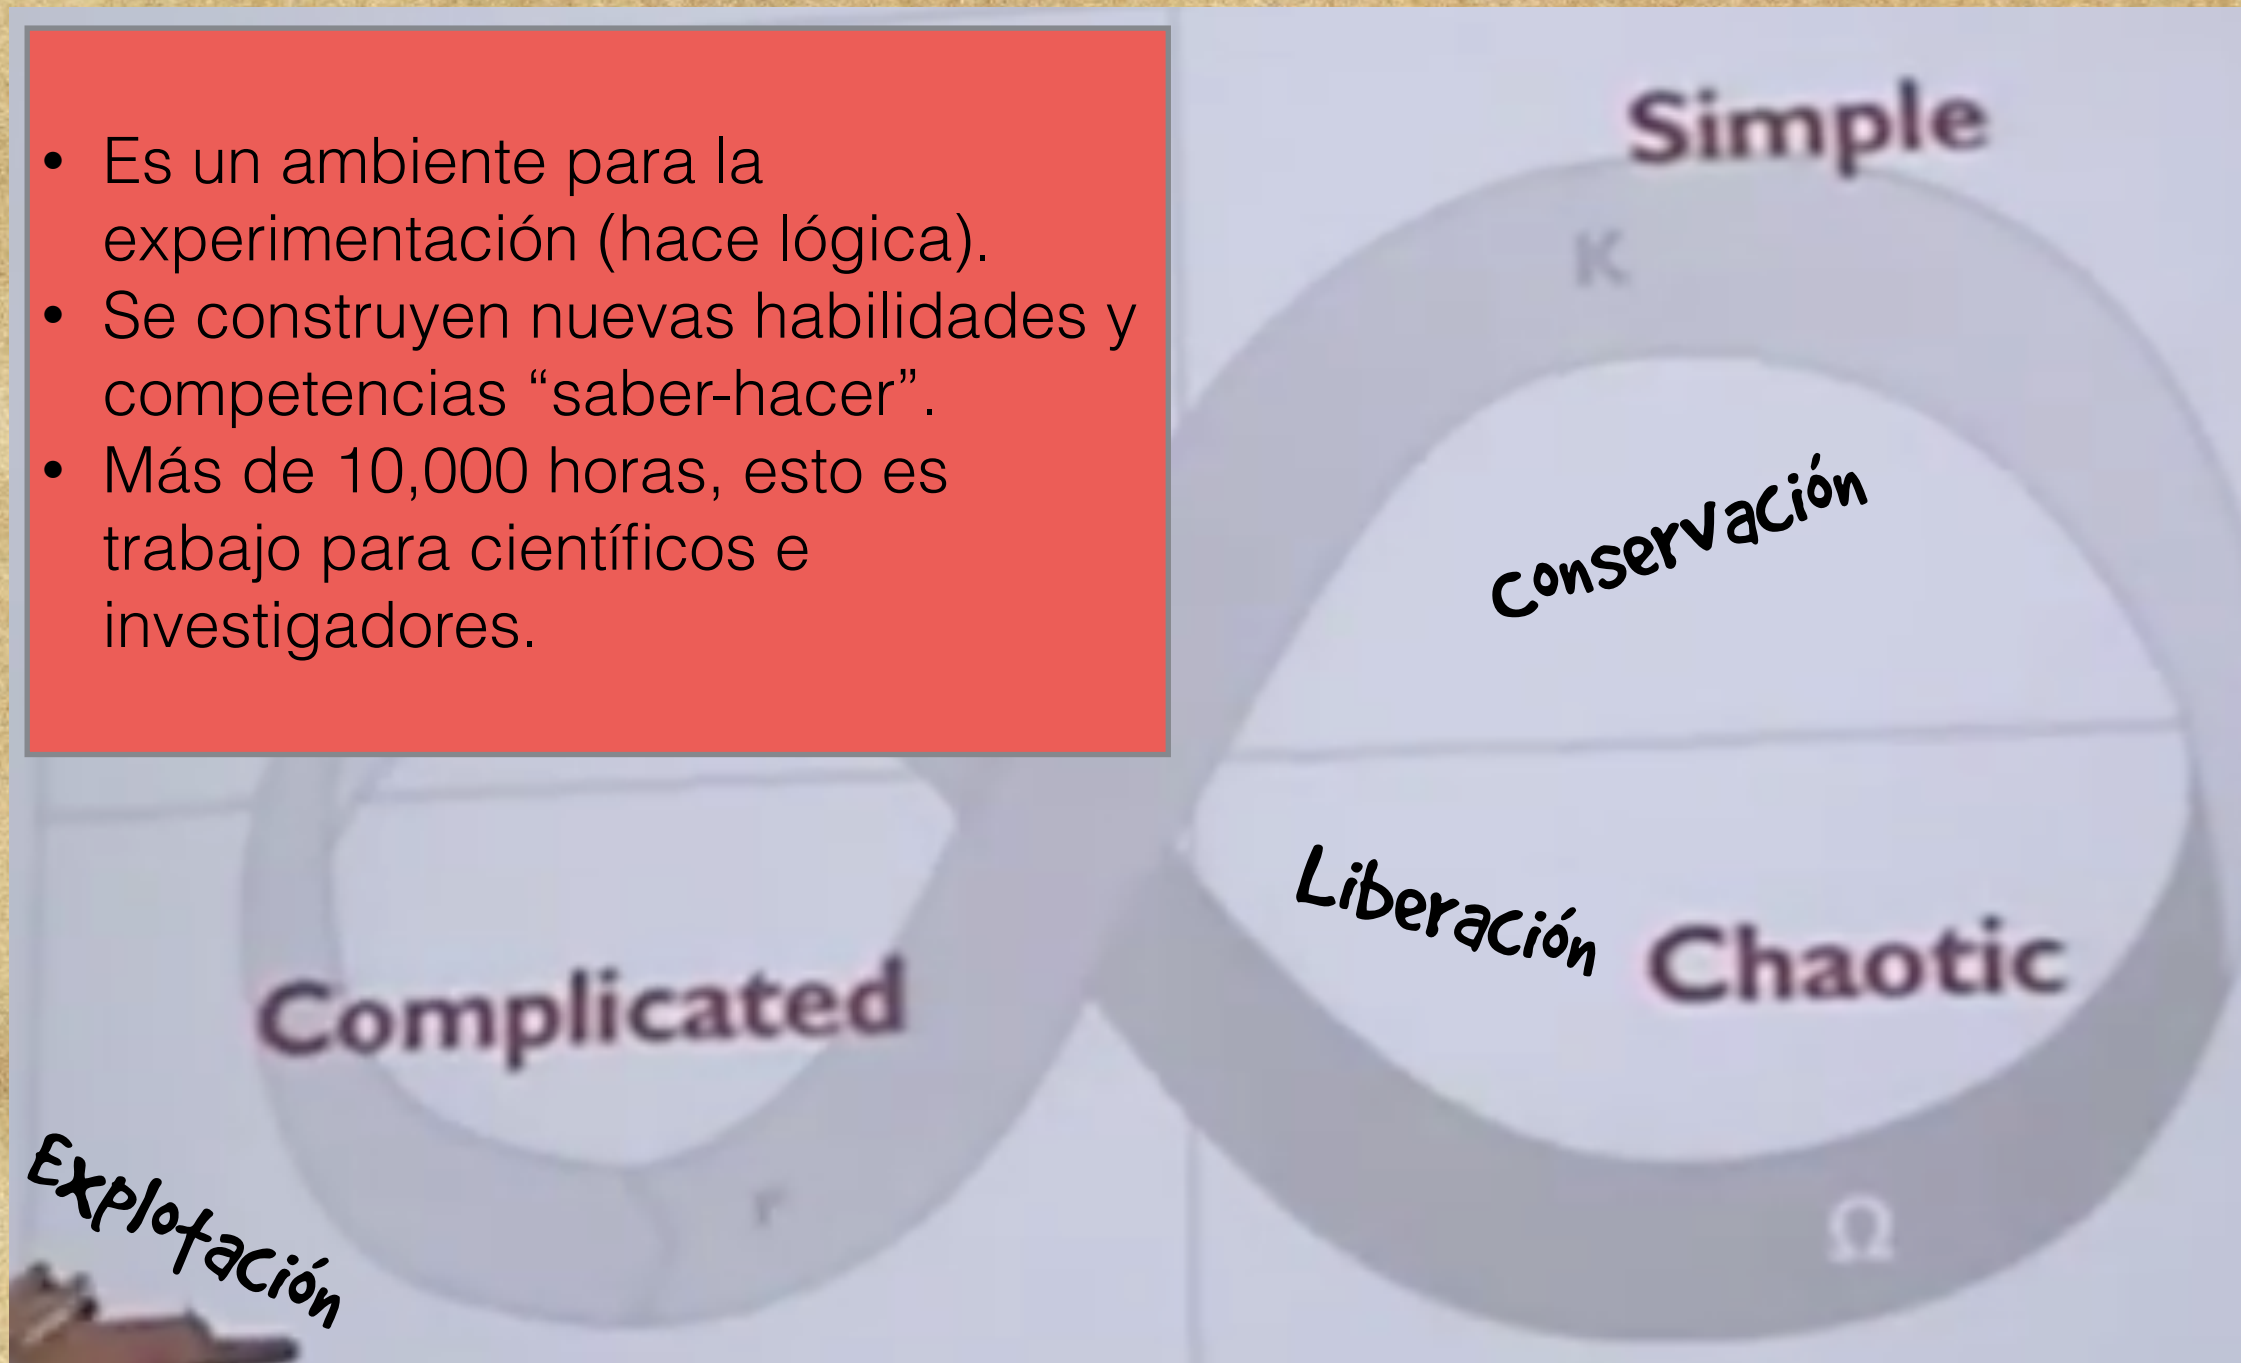 • Es un ambiente para la
experimentación (hace lógica).
• Se construyen nuevas habilidades y
competencias “saber-hacer”.
• Más de 10,000 horas, esto es
trabajo para científicos e
investigadores.
Simple
K
Conservación
Liberación
Chaotic
Complicated
Explotación
r
Ω